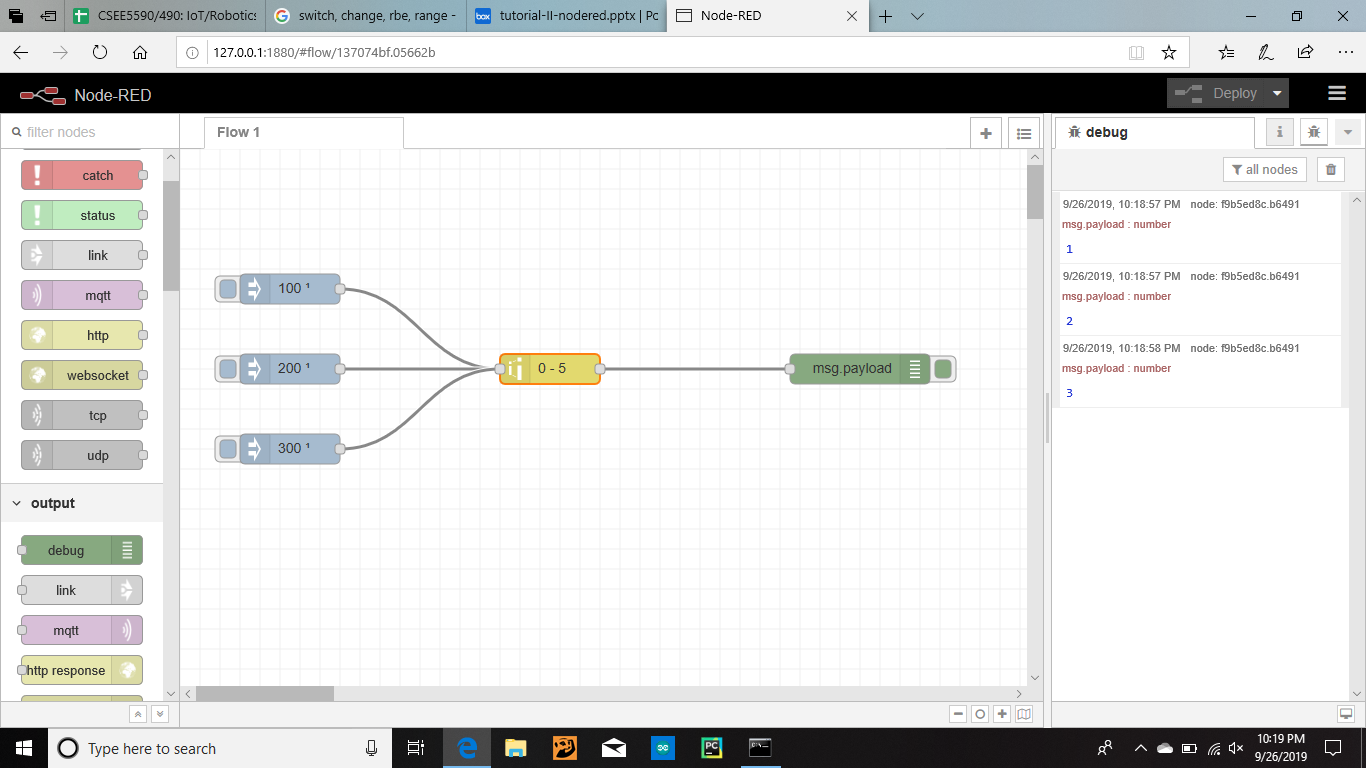 CSEE5590/490: IoT/Robotics
switch, change, rbe, range -
box
tutorial-II-nodered.pptx | Po
Node-RED
127.0.0.1:1880/#flow/137074bf.05662b
Node-RED
Deploy
filter nodes
Flow 1
debug
i
catch
status
link
mqtt
http
websocket
tcp
udp
output
debug
link
mqtt
http response
100 ¹
200 ¹
300 ¹
0 - 5
msg.payload
all nodes
9/26/2019, 10:18:57 PM node: f9b5ed8c.b6491
msg.payload : number
1
9/26/2019, 10:18:57 PM node: f9b5ed8c.b6491
msg.payload : number
2
9/26/2019, 10:18:58 PM node: f9b5ed8c.b6491
msg.payload : number
3
Type here to search
PC
10:19 PM
9/26/2019